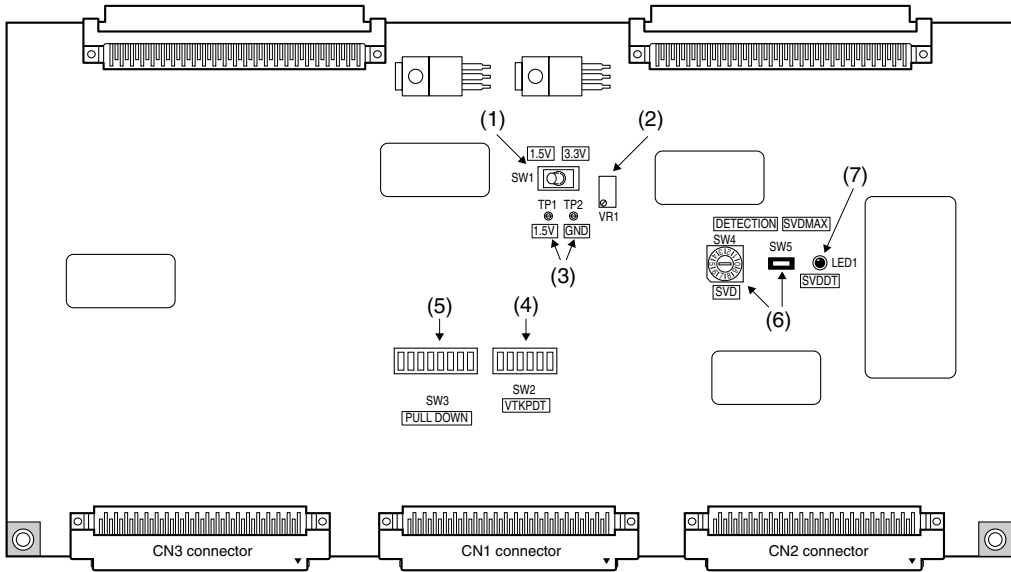 (1)
(2)
1.5V 3.3V
SW1
(7)
TP1 TP2
VR1
1.5V GND
DETECTION SVDMAX
SW4
SW5
LED1
SVDDT
SVD
(3)
(6)
(5)
(4)
SW3
PULL DOWN
SW2
VTKPDT
CN3 connector
CN1 connector
CN2 connector